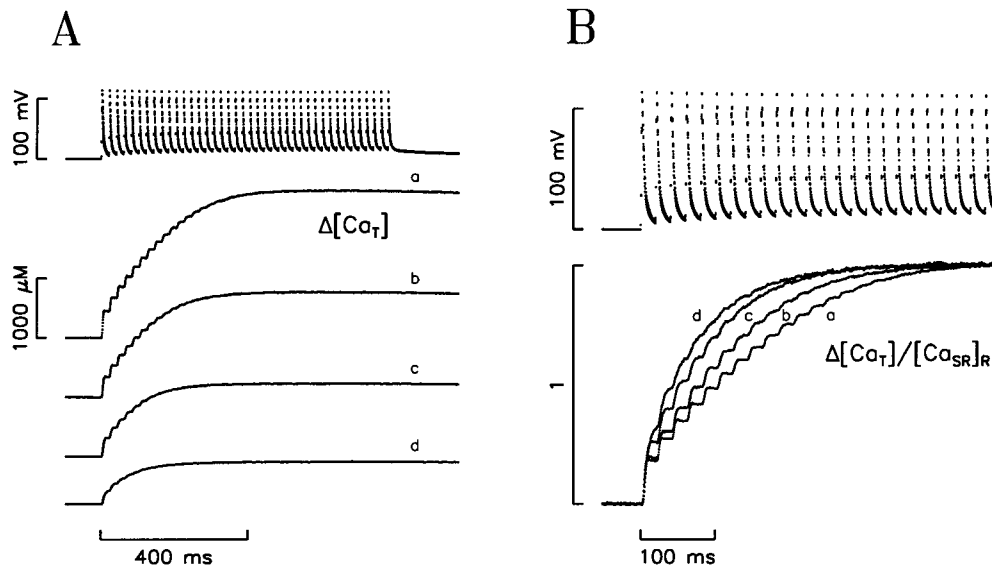 A
100 mV
a
Δ[Ca_T]
1000 μM
b
c
d
400 ms
B
100 mV
d
c
b
a
Δ[Ca_T]/[Ca_SR]_R
1
100 ms